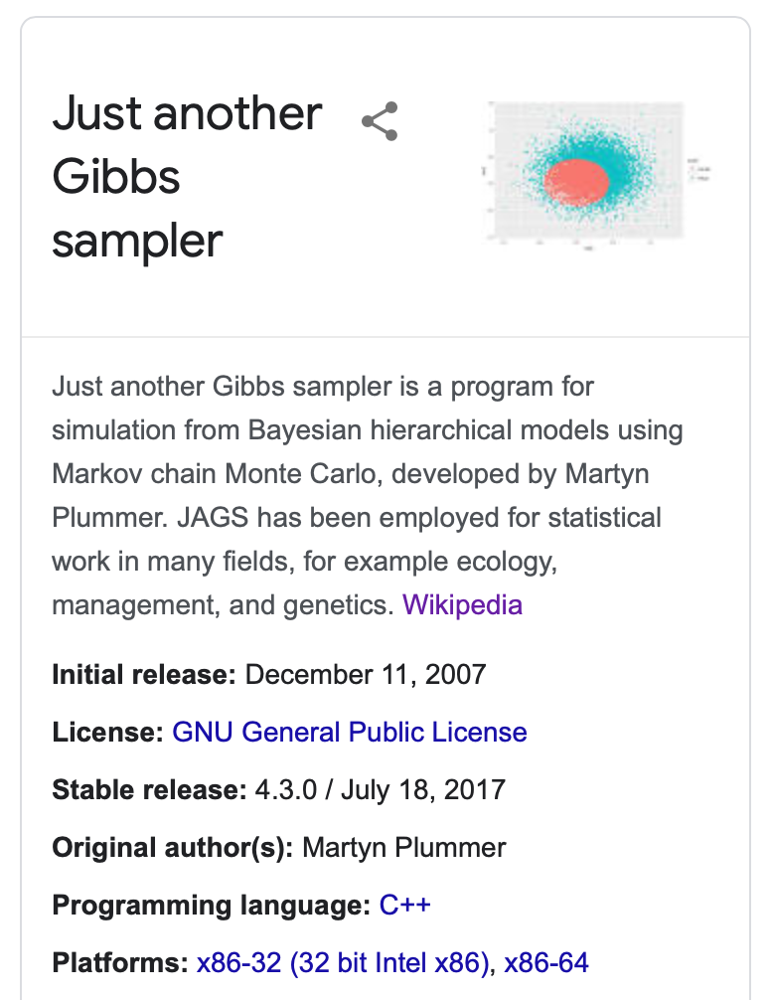 Just another
Gibbs
sampler
Just another Gibbs sampler is a program for
simulation from Bayesian hierarchical models using
Markov chain Monte Carlo, developed by Martyn
Plummer. JAGS has been employed for statistical
work in many fields, for example ecology,
management, and genetics. Wikipedia
Initial release: December 11, 2007
License: GNU General Public License
Stable release: 4.3.0 / July 18, 2017
Original author(s): Martyn Plummer
Programming language: C++
Platforms: x86-32 (32 bit Intel x86), x86-64